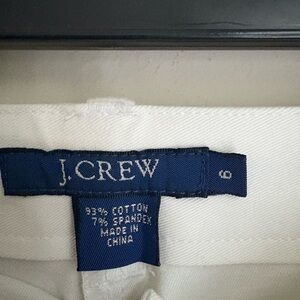 J.CREW
6
93% COTTON
7% SPANDEX
MADE IN
CHINA